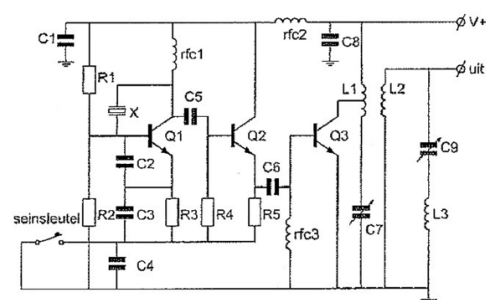 C1
rfc2
C8
V+
rfc1
R1
X
C5
L1
L2
uit
Q1
Q2
Q3
C2
C6
C9
seinsleutel
R2
C3
R3
R4
R5
rfc3
C7
L3
C4